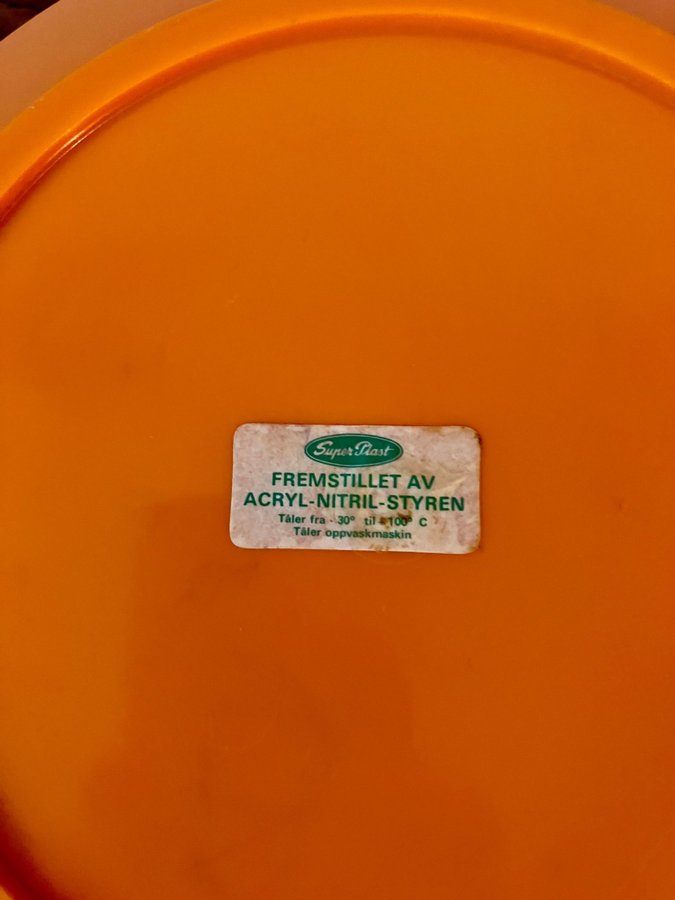 Super Plast
FREMSTILLET AV
ACRYL-NITRIL-STYREN
Tåler fra - 30° til +100° C
Tåler oppvaskmaskin